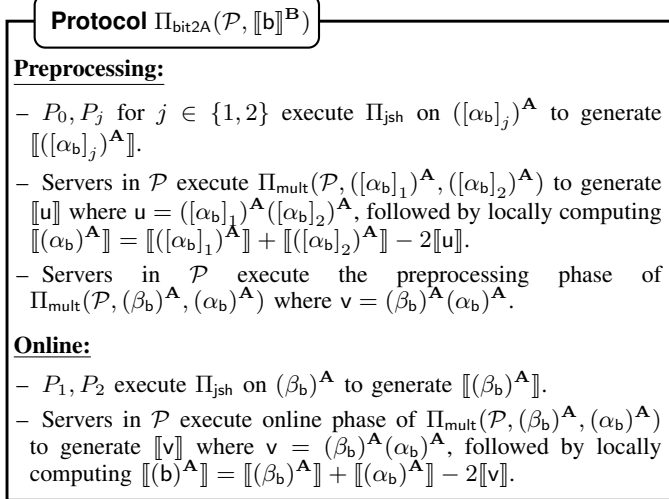 Protocol Π_bit2A(𝒫, ⟦b⟧^B)
Preprocessing:
– P_0, P_j for j ∈ {1, 2} execute Π_jsh on ([α_b]_j)^A to generate
⟦([α_b]_j)^A⟧.
– Servers in 𝒫 execute Π_mult(𝒫, ([α_b]_1)^A, ([α_b]_2)^A) to generate
⟦u⟧ where u = ([α_b]_1)^A([α_b]_2)^A, followed by locally computing
⟦(α_b)^A⟧ = ⟦([α_b]_1)^A⟧ + ⟦([α_b]_2)^A⟧ − 2⟦u⟧.
– Servers in 𝒫 execute the preprocessing phase of
Π_mult(𝒫, (β_b)^A, (α_b)^A) where v = (β_b)^A(α_b)^A.
Online:
– P_1, P_2 execute Π_jsh on (β_b)^A to generate ⟦(β_b)^A⟧.
– Servers in 𝒫 execute online phase of Π_mult(𝒫, (β_b)^A, (α_b)^A)
to generate ⟦v⟧ where v = (β_b)^A(α_b)^A, followed by locally
computing ⟦(b)^A⟧ = ⟦(β_b)^A⟧ + ⟦(α_b)^A⟧ − 2⟦v⟧.